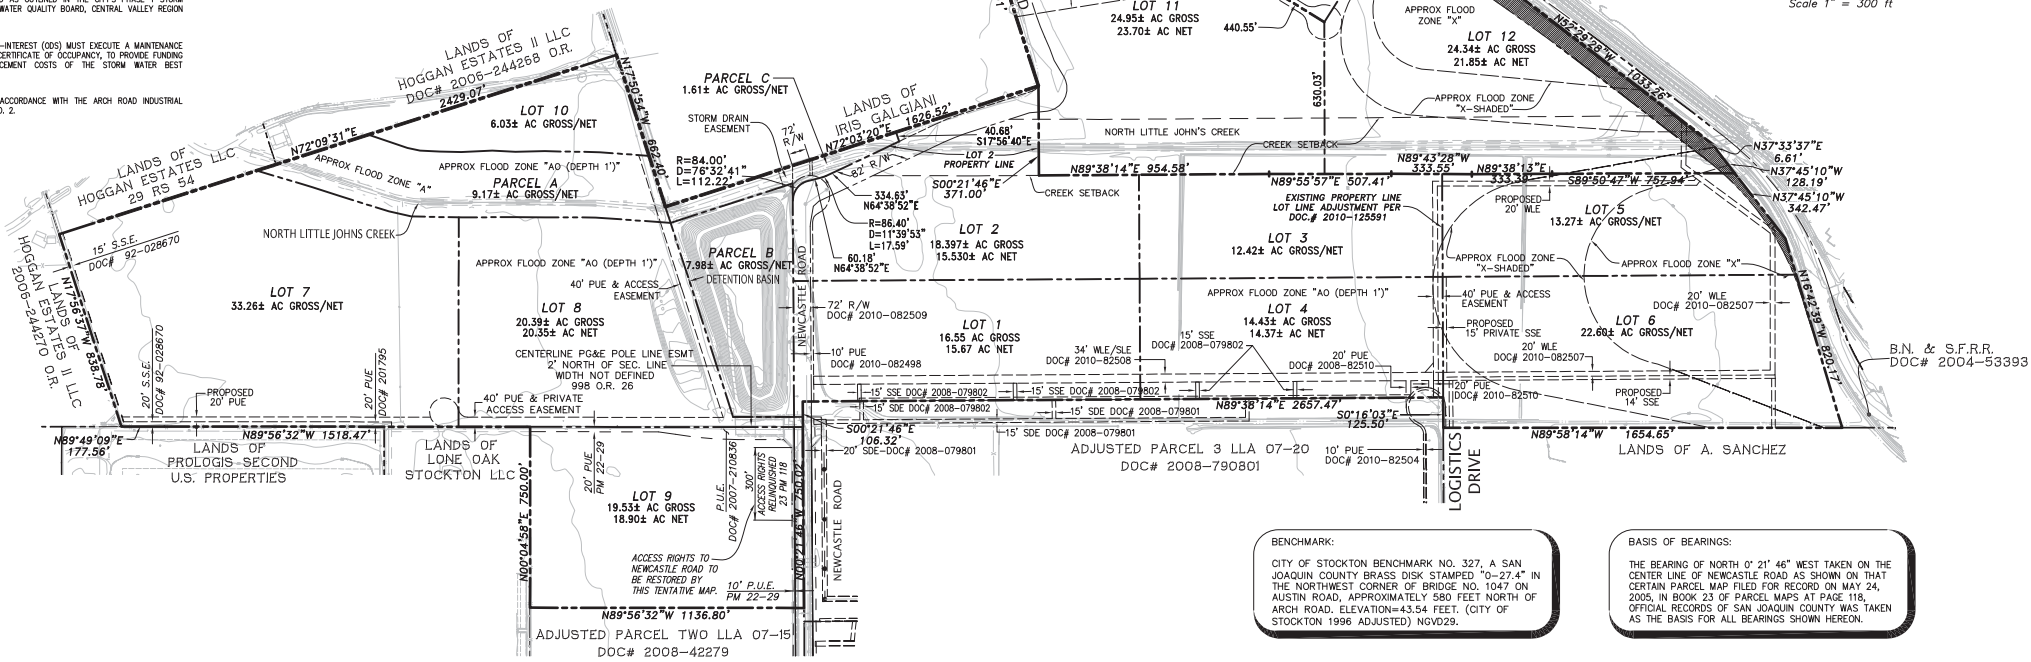 WATER QUALITY BOARD, CENTRAL VALLEY REGION
-INTEREST (ODS) MUST EXECUTE A MAINTENANCE
CERTIFICATE OF OCCUPANCY, TO PROVIDE FUNDING
CEMENT COSTS OF THE STORM WATER BEST
ACCORDANCE WITH THE ARCH ROAD INDUSTRIAL
O. 2.
Scale 1" = 300 ft
LANDS OF
HOGGAN ESTATES II LLC
DOC# 2006-244268 O.R.
2429.07'
N72°09'31"E
LANDS OF
HOGGAN ESTATES LLC
29 RS 54
LOT 10
6.03± AC GROSS/NET
N17°50'54"W
662.40'
APPROX FLOOD ZONE "A"
APPROX FLOOD ZONE "AO (DEPTH 1')"
PARCEL A
9.17± AC GROSS/NET
NORTH LITTLE JOHNS CREEK
15' S.S.E.
DOC# 92-028670
LANDS OF
HOGGAN ESTATES II LLC
2006-244270 O.R.
N17°56'37"W 838.78'
LOT 7
33.26± AC GROSS/NET
20' S.S.E.
DOC# 92-028670
PROPOSED
20' PUE
20' PUE
DOC# 201795
N89°49'09"E
177.56'
N89°56'32"W 1518.47'
LANDS OF
PROLOGIS SECOND
U.S. PROPERTIES
LANDS OF
LONE OAK
STOCKTON LLC
APPROX FLOOD ZONE "AO (DEPTH 1')"
40' PUE & ACCESS
EASEMENT
LOT 8
20.39± AC GROSS
20.35± AC NET
CENTERLINE PG&E POLE LINE ESMT
2' NORTH OF SEC. LINE
WIDTH NOT DEFINED
998 O.R. 26
40' PUE & PRIVATE
ACCESS EASEMENT
PARCEL C
1.61± AC GROSS/NET
STORM DRAIN
EASEMENT
72'
R/W
R=84.00'
D=76°32'41"
L=112.22'
LANDS OF
IRIS GALGIANI
N72°03'20"E 1626.52'
82' R/W
40.68'
S17°56'40"E
LOT 2
PROPERTY LINE
334.63'
N64°38'52"E
R=86.40'
D=11°39'53"
L=17.59'
60.18'
N64°38'52"E
PARCEL B
7.98± AC GROSS/NET
DETENTION BASIN
NEWCASTLE ROAD
72' R/W
DOC# 2010-082509
10' PUE
DOC# 2010-082498
LOT 11
24.95± AC GROSS
23.70± AC NET
440.55'
630.03'
APPROX FLOOD
ZONE "X"
LOT 12
24.34± AC GROSS
21.85± AC NET
APPROX FLOOD ZONE
"X-SHADED"
N52°29'28"W 1033.26'
NORTH LITTLE JOHN'S CREEK
CREEK SETBACK
S00°21'46"E
371.00'
N89°38'14"E 954.58'
CREEK SETBACK
N89°55'57"E 507.41'
N89°43'28"W
333.55'
N89°38'13"E
333.39'
S89°50'47"W 757.94'
N37°33'37"E
6.61'
N37°45'10"W
128.19'
N37°45'10"W
342.47'
EXISTING PROPERTY LINE
LOT LINE ADJUSTMENT PER
DOC.# 2010-125591
PROPOSED
20' WLE
LOT 5
13.27± AC GROSS/NET
LOT 2
18.397± AC GROSS
15.530± AC NET
LOT 3
12.42± AC GROSS/NET
APPROX FLOOD ZONE
"X-SHADED"
APPROX FLOOD ZONE "X"
N16°42'39"W 820.17'
APPROX FLOOD ZONE "AO (DEPTH 1')"
40' PUE & ACCESS
EASEMENT
20' WLE
DOC# 2010-082507
LOT 1
16.55 AC GROSS
15.67 AC NET
LOT 4
14.43± AC GROSS
14.37± AC NET
PROPOSED
15' PRIVATE SSE
LOT 6
22.60± AC GROSS/NET
34' WLE/SLE
DOC# 2010-82508
15' SSE
DOC# 2008-079802
20' PUE
DOC# 2010-82510
20' WLE
DOC# 2010-082507
B.N. & S.F.R.R.
DOC# 2004-53393
15' SSE DOC# 2008-079802
15' SSE DOC# 2008-079802
15' SDE DOC# 2008-079802
15' SDE DOC# 2008-079801
N89°38'14"E 2657.47'
20' PUE
DOC# 2010-82510
PROPOSED
14' SSE
S00°21'46"E
106.32'
15' SDE DOC# 2008-079801
20' SDE-DOC# 2008-079801
S0°16'03"E
125.50'
N89°58'14"W 1654.65'
ADJUSTED PARCEL 3 LLA 07-20
DOC# 2008-790801
10' PUE
DOC# 2010-82504
LOGISTICS
DRIVE
LANDS OF A. SANCHEZ
N00°04'58"E 750.00'
20' PUE
PM 22-29
LOT 9
19.53± AC GROSS
18.90± AC NET
P.U.E.
DOC# 2007-210836
300'
ACCESS RIGHTS
RELINQUISHED
23 PM 118
N00°21'46"W 750.02'
NEWCASTLE ROAD
ACCESS RIGHTS TO
NEWCASTLE ROAD TO
BE RESTORED BY
THIS TENTATIVE MAP.
10' P.U.E.
PM 22-29
N89°56'32"W 1136.80'
ADJUSTED PARCEL TWO LLA 07-15
DOC# 2008-42279
BENCHMARK:
CITY OF STOCKTON BENCHMARK NO. 327, A SAN
JOAQUIN COUNTY BRASS DISK STAMPED "0-27.4" IN
THE NORTHWEST CORNER OF BRIDGE NO. 1047 ON
AUSTIN ROAD, APPROXIMATELY 580 FEET NORTH OF
ARCH ROAD. ELEVATION=43.54 FEET. (CITY OF
STOCKTON 1996 ADJUSTED) NGVD29.
BASIS OF BEARINGS:
THE BEARING OF NORTH 0° 21' 46" WEST TAKEN ON THE
CENTER LINE OF NEWCASTLE ROAD AS SHOWN ON THAT
CERTAIN PARCEL MAP FILED FOR RECORD ON MAY 24,
2005, IN BOOK 23 OF PARCEL MAPS AT PAGE 118,
OFFICIAL RECORDS OF SAN JOAQUIN COUNTY WAS TAKEN
AS THE BASIS FOR ALL BEARINGS SHOWN HEREON.